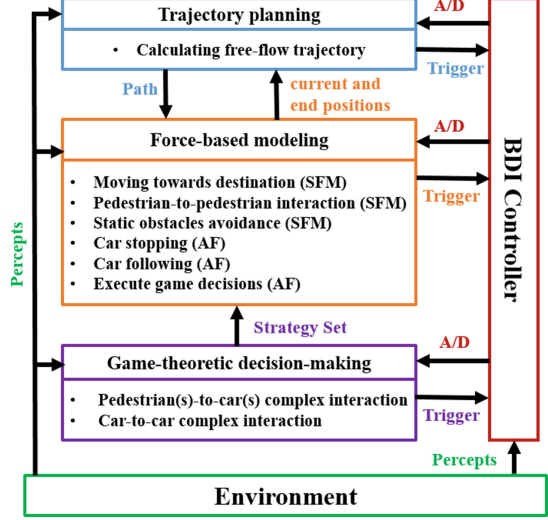 Trajectory planning
• Calculating free-flow trajectory
A/D
Trigger
Path
current and
end positions
Force-based modeling
• Moving towards destination (SFM)
• Pedestrian-to-pedestrian interaction (SFM)
• Static obstacles avoidance (SFM)
• Car stopping (AF)
• Car following (AF)
• Execute game decisions (AF)
A/D
Trigger
BDI Controller
Percepts
Strategy Set
Game-theoretic decision-making
• Pedestrian(s)-to-car(s) complex interaction
• Car-to-car complex interaction
A/D
Trigger
Percepts
Environment